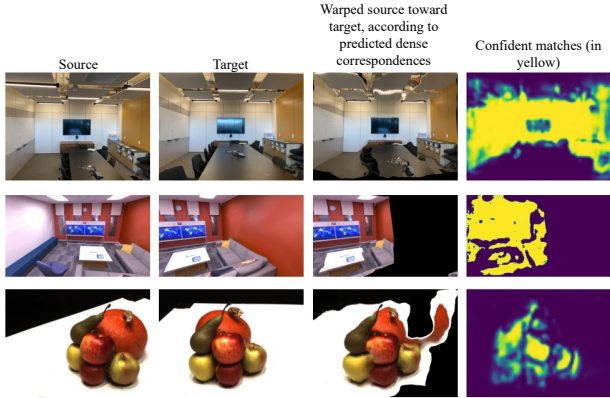 Source
Target
Warped source toward
target, according to
predicted dense
correspondences
Confident matches (in
yellow)